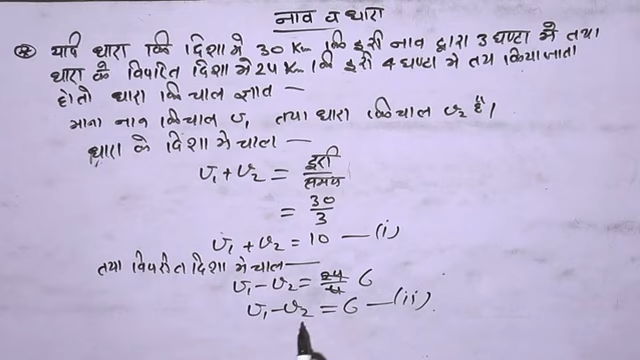 नाव व धारा
यदि धारा कि दिशा मे 30 Km कि दुरी नाव द्वारा 3 घण्टा मे तथा
धारा के विपरित दिशा मे 24 Km कि दुरी 4 घण्टा मे तय किया जाता
हो तो धारा कि चाल ज्ञात —
माना नाव कि चाल v₁ तथा धारा कि चाल v₂ है।
धारा के दिशा मे चाल —
v₁ + v₂ = दुरी/समय
= 30/3
v₁ + v₂ = 10 — (i)
तथा विपरीत दिशा मे चाल —
v₁ - v₂ = 24/4 6
v₁ - v₂ = 6 — (ii)